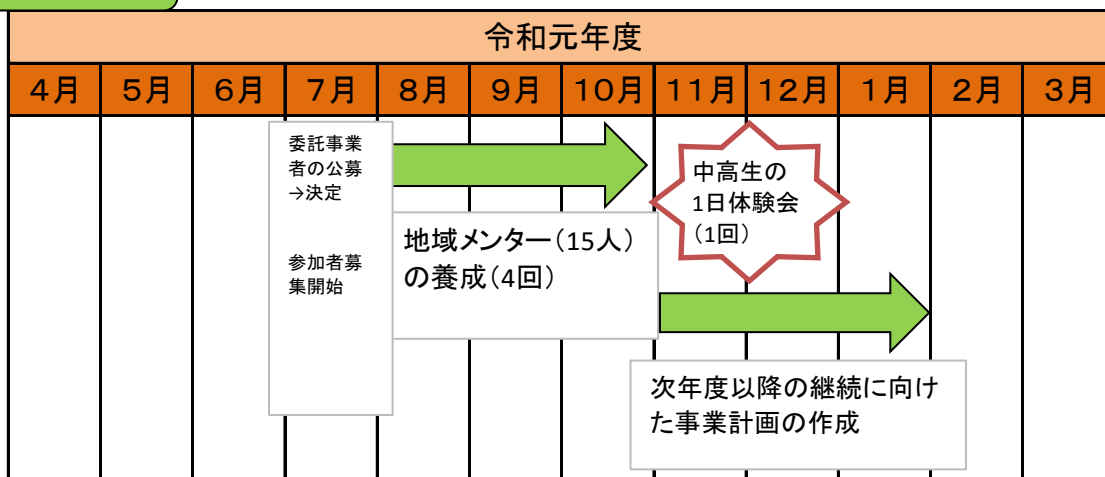 令和元年度
4月 5月 6月 7月 8月 9月 10月 11月 12月 1月 2月 3月
委託事業
者の公募
→決定
参加者募
集開始
地域メンター(15人)
の養成(4回)
中高生の
1日体験会
(1回)
次年度以降の継続に向け
た事業計画の作成